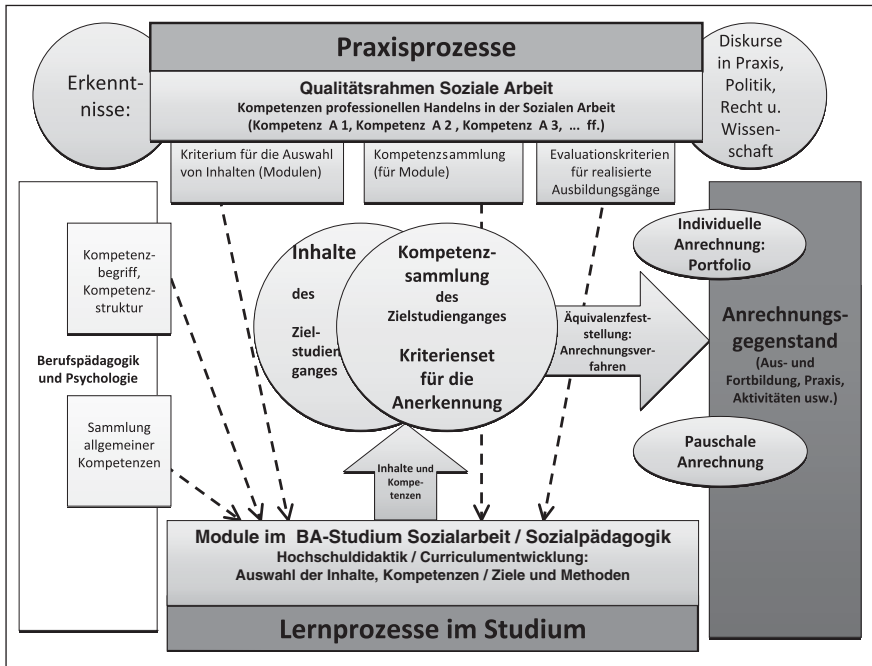 Erkennt-
nisse:
Praxisprozesse
Qualitätsrahmen Soziale Arbeit
Kompetenzen professionellen Handelns in der Sozialen Arbeit
(Kompetenz A 1, Kompetenz A 2 , Kompetenz A 3, ... ff.)
Diskurse
in Praxis,
Politik,
Recht u.
Wissen-
schaft
Kriterium für die Auswahl
von Inhalten (Modulen)
Kompetenzsammlung
(für Module)
Evaluationskriterien
für realisierte
Ausbildungsgänge
Kompetenz-
begriff,
Kompetenz-
struktur
Berufspädagogik
und Psychologie
Sammlung
allgemeiner
Kompetenzen
Inhalte
des
Ziel-
studien
ganges
Kompetenz-
sammlung
des
Zielstudienganges
Kriterienset
für die
Anerkennung
Äquivalenzfest-
stellung:
Anrechnungsver-
fahren
Individuelle
Anrechnung:
Portfolio
Anrechnungs-
gegenstand
(Aus- und
Fortbildung, Praxis,
Aktivitäten usw.)
Pauschale
Anrechnung
Inhalte und
Kompe-
tenzen
Module im BA-Studium Sozialarbeit / Sozialpädagogik
Hochschuldidaktik / Curriculumentwicklung:
Auswahl der Inhalte, Kompetenzen / Ziele und Methoden
Lernprozesse im Studium